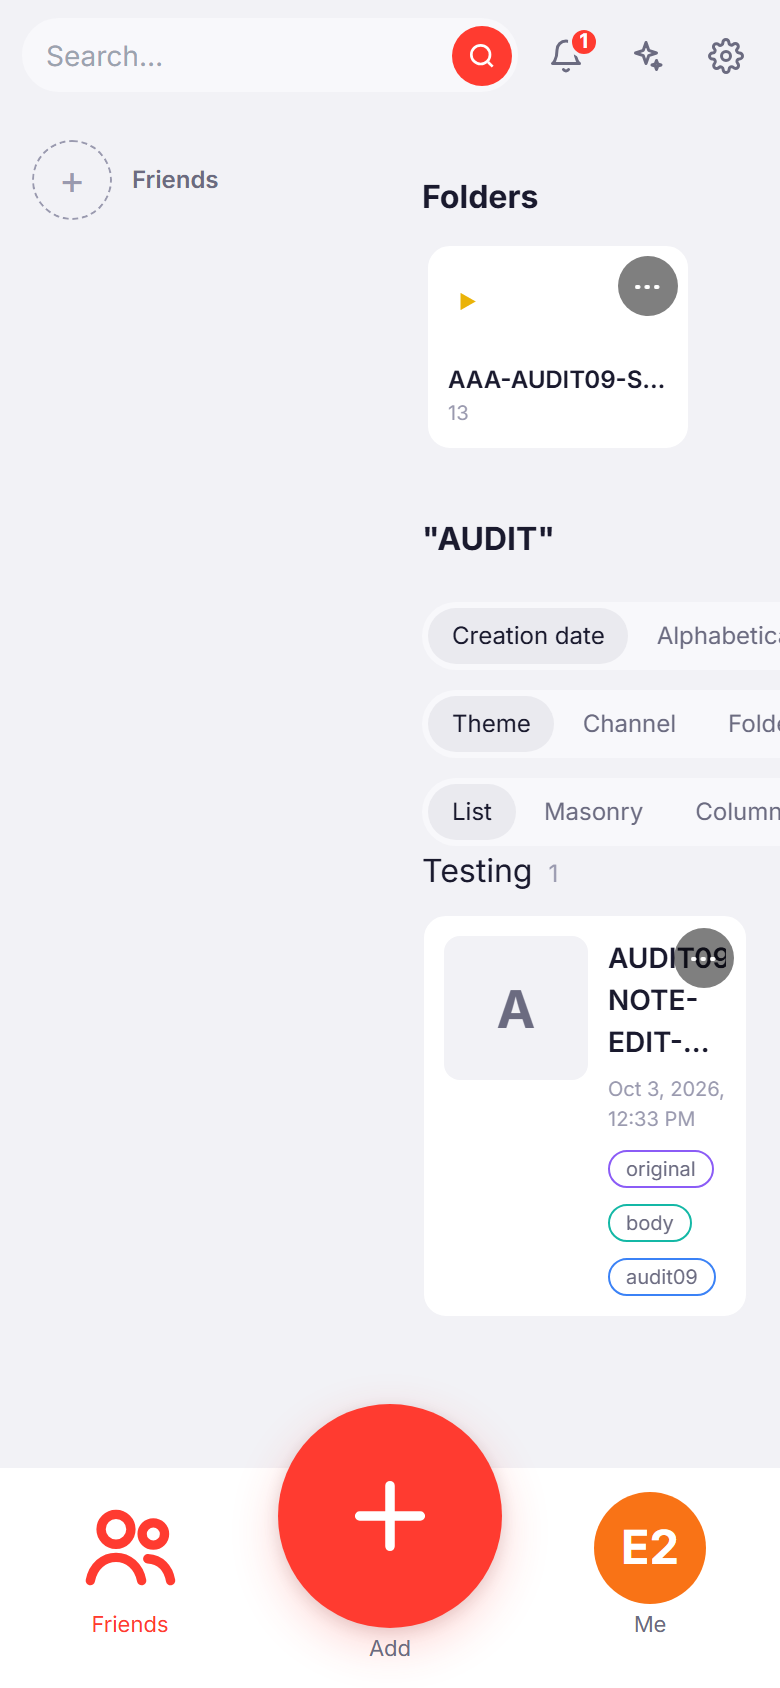 Search...
1
Friends
Folders
AAA-AUDIT09-S...
13
"AUDIT"
Creation date
Theme Channel
List Masonry
Testing 1
A
NOTE-
EDIT-...
Oct 3, 2026,
12:33 PM
original
body
audit09
E2
Friends
Add
Me